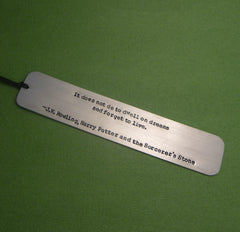 It does not do to dwell on dreams
and forget to live.
-J.K. Rowling, Harry Potter and the Sorcerer's Stone